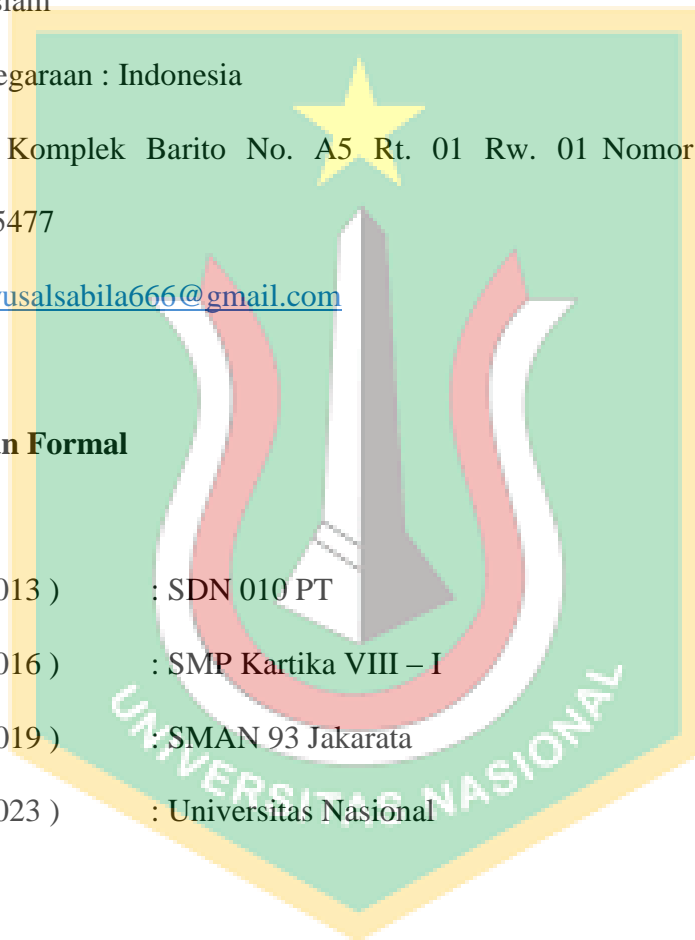 egaraan : Indonesia
Komplek Barito No. A5 Rt. 01 Rw. 01 Nomor
5477
usalsabila666@gmail.com
an Formal
013 ) : SDN 010 PT
016 ) : SMP Kartika VIII – I
019 ) : SMAN 93 Jakarata
023 ) : Universitas Nasional
UNIVERSITAS NASIONAL